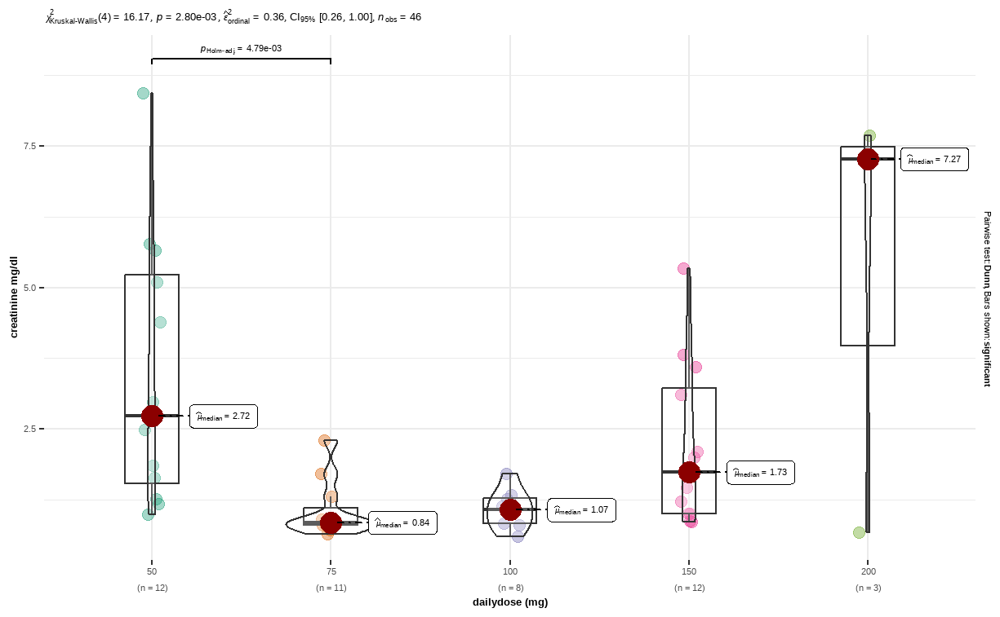 χ²Kruskal-Wallis(4) = 16.17, p = 2.80e-03, ε̂²ordinal = 0.36, CI95% [0.26, 1.00], nobs = 46
pHolm-adj. = 4.79e-03
7.5
5.0
2.5
creatinine mg/dl
μ̂median = 2.72
μ̂median = 0.84
μ̂median = 1.07
μ̂median = 1.73
μ̂median = 7.27
50
(n = 12)
75
(n = 11)
100
(n = 8)
150
(n = 12)
200
(n = 3)
dailydose (mg)
Pairwise test: Dunn, Bars shown: significant